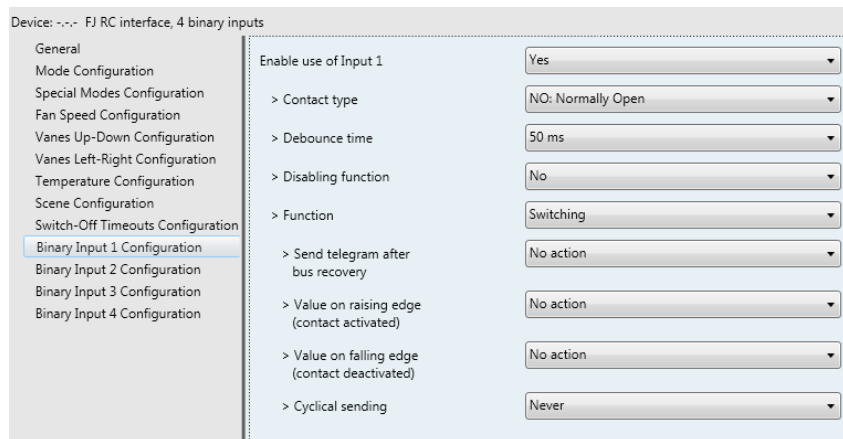 Device: -.-.-  FJ RC interface, 4 binary inputs
General
Mode Configuration
Special Modes Configuration
Fan Speed Configuration
Vanes Up-Down Configuration
Vanes Left-Right Configuration
Temperature Configuration
Scene Configuration
Switch-Off Timeouts Configuration
Binary Input 1 Configuration
Binary Input 2 Configuration
Binary Input 3 Configuration
Binary Input 4 Configuration
Enable use of Input 1 Yes
> Contact type NO: Normally Open
> Debounce time 50 ms
> Disabling function No
> Function Switching
> Send telegram after No action
bus recovery
> Value on raising edge No action
(contact activated)
> Value on falling edge No action
(contact deactivated)
> Cyclical sending Never